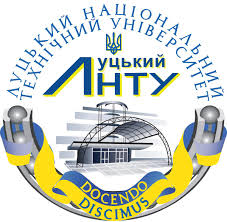 ЛУЦЬКИЙ НАЦІОНАЛЬНИЙ
ТЕХНІЧНИЙ УНІВЕРСИТЕТ
ЛУЦЬКИЙ
ЛНТУ
DOCENDO
DISCIMUS